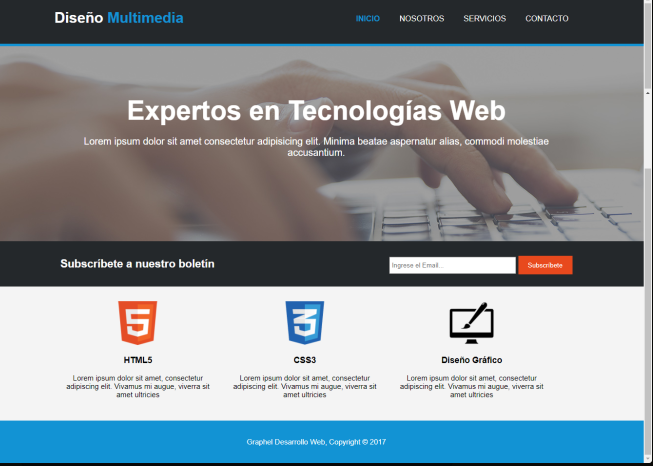 Diseño Multimedia
INICIO NOSOTROS SERVICIOS CONTACTO
Expertos en Tecnologías Web
Lorem ipsum dolor sit amet consectetur adipisicing elit. Minima beatae aspernatur alias, commodi molestiae
accusantium.
Subscribete a nuestro boletin
Ingrese el Email...
Subscribete
HTML5
Lorem ipsum dolor sit amet, consectetur
adipiscing elit. Vivamus mi augue, viverra sit
amet ultricies
CSS3
Lorem ipsum dolor sit amet, consectetur
adipiscing elit. Vivamus mi augue, viverra sit
amet ultricies
Diseño Gráfico
Lorem ipsum dolor sit amet, consectetur
adipiscing elit. Vivamus mi augue, viverra sit
amet ultricies
Graphel Desarrollo Web, Copyright © 2017